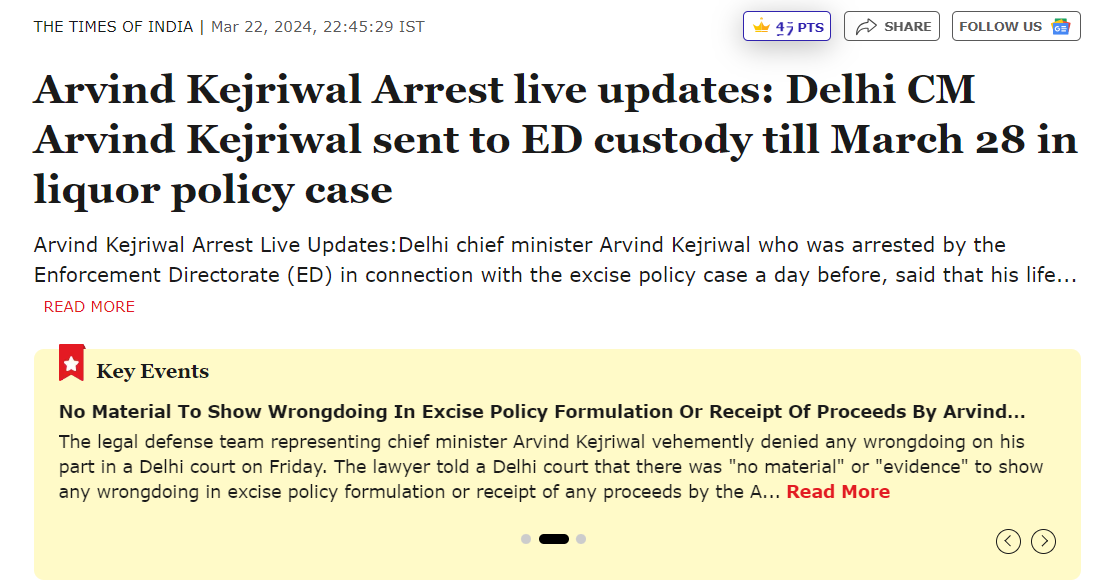 THE TIMES OF INDIA | Mar 22, 2024, 22:45:29 IST
PTS
SHARE
FOLLOW US
Arvind Kejriwal Arrest live updates: Delhi CM
Arvind Kejriwal sent to ED custody till March 28 in
liquor policy case
Arvind Kejriwal Arrest Live Updates:Delhi chief minister Arvind Kejriwal who was arrested by the
Enforcement Directorate (ED) in connection with the excise policy case a day before, said that his life...
READ MORE
Key Events
No Material To Show Wrongdoing In Excise Policy Formulation Or Receipt Of Proceeds By Arvind...
The legal defense team representing chief minister Arvind Kejriwal vehemently denied any wrongdoing on his
part in a Delhi court on Friday. The lawyer told a Delhi court that there was "no material" or "evidence" to show
any wrongdoing in excise policy formulation or receipt of any proceeds by the A... Read More